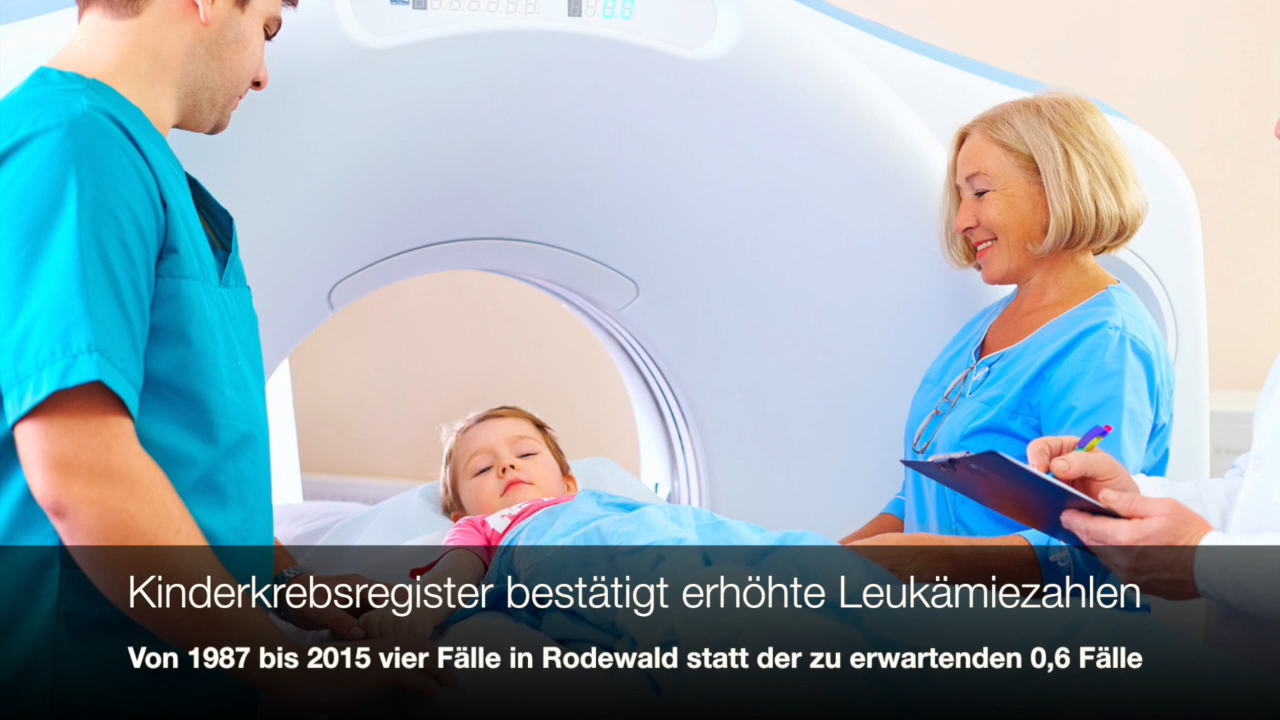 Kinderkrebsregister bestätigt erhöhte Leukämiezahlen
Von 1987 bis 2015 vier Fälle in Rodewald statt der zu erwartenden 0,6 Fälle